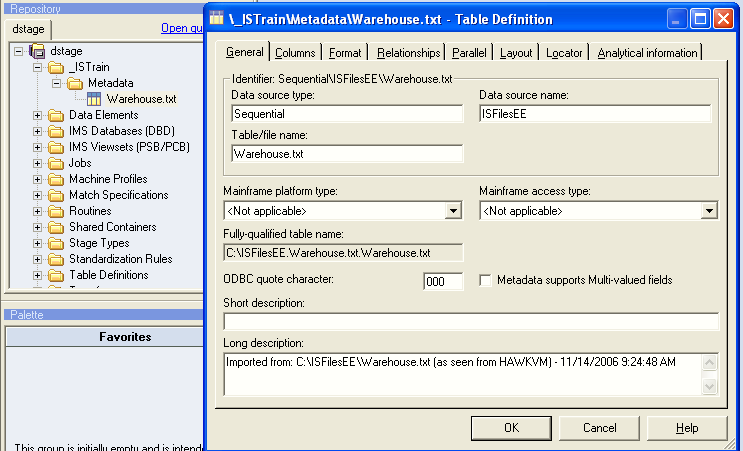 Repository
dstage
Open qu
dstage
_ISTrain
Metadata
Warehouse.txt
Data Elements
IMS Databases (DBD)
IMS Viewsets (PSB/PCB)
Jobs
Machine Profiles
Match Specifications
Routines
Shared Containers
Stage Types
Standardization Rules
Table Definitions
Palette
Favorites
This group is initially empty and is intende
\_ISTrain\Metadata\Warehouse.txt - Table Definition
General Columns Format Relationships Parallel Layout Locator Analytical information
Identifier: Sequential\ISFilesEE\Warehouse.txt
Data source type: Data source name:
Sequential ISFilesEE
Table/file name:
Warehouse.txt
Mainframe platform type: Mainframe access type:
<Not applicable> <Not applicable>
Fully-qualified table name:
C:\ISFilesEE.Warehouse.txt.Warehouse.txt
ODBC quote character: 000 Metadata supports Multi-valued fields
Short description:
Long description:
Imported from: C:\ISFilesEE\Warehouse.txt (as seen from HAWKVM) - 11/14/2006 9:24:48 AM
OK Cancel Help